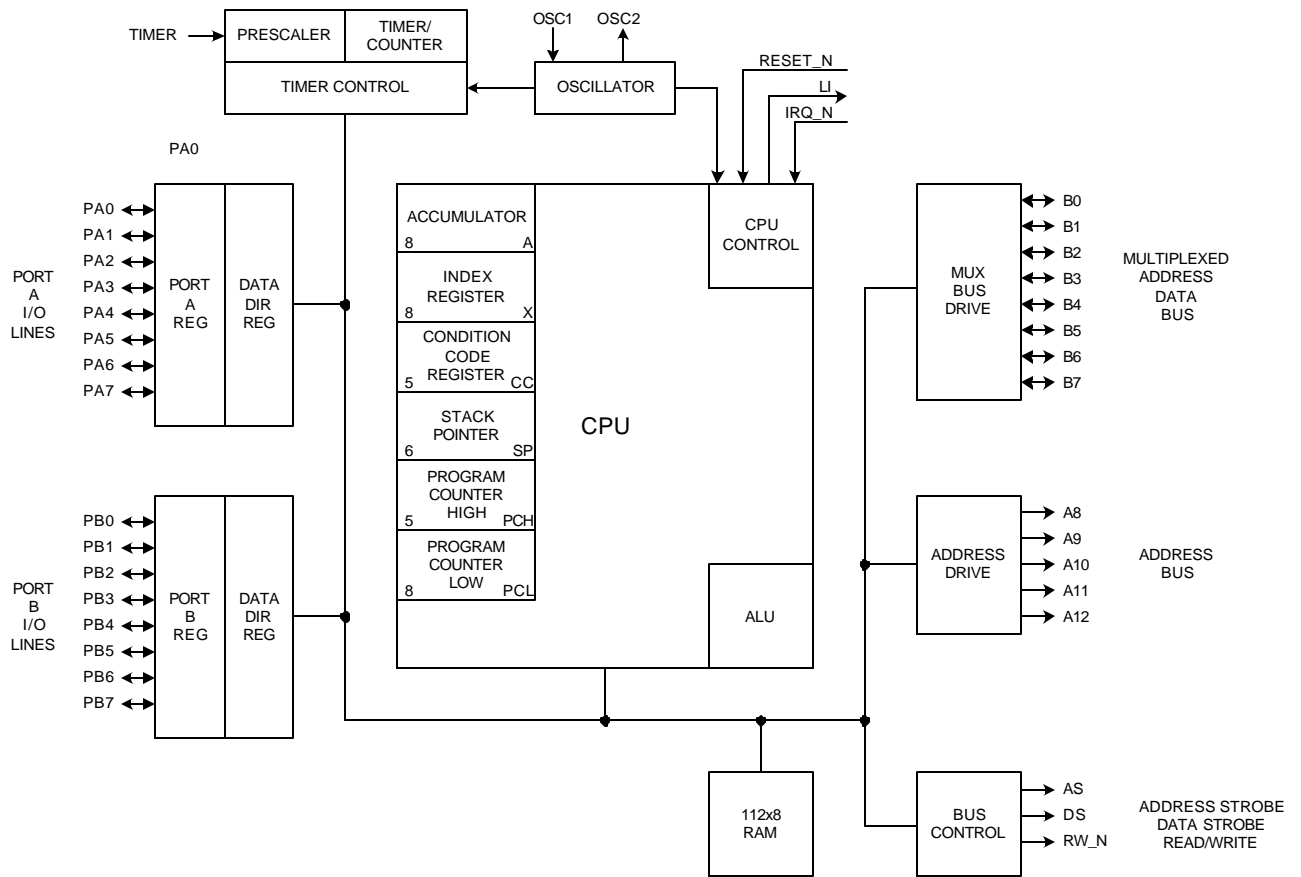 TIMER
PRESCALER
TIMER/
COUNTER
TIMER CONTROL
OSC1
OSC2
OSCILLATOR
RESET_N
LI
IRQ_N
PA0
PORT
A
I/O
LINES
PA0
PA1
PA2
PA3
PA4
PA5
PA6
PA7
PORT
A
REG
DATA
DIR
REG
PORT
B
I/O
LINES
PB0
PB1
PB2
PB3
PB4
PB5
PB6
PB7
PORT
B
REG
DATA
DIR
REG
ACCUMULATOR
8 A
INDEX
REGISTER
8 X
CONDITION
CODE
REGISTER
5 CC
STACK
POINTER
6 SP
PROGRAM
COUNTER
HIGH
5 PCH
PROGRAM
COUNTER
LOW
8 PCL
CPU
CPU
CONTROL
ALU
112x8
RAM
MUX
BUS
DRIVE
B0
B1
B2
B3
B4
B5
B6
B7
MULTIPLEXED
ADDRESS
DATA
BUS
ADDRESS
DRIVE
A8
A9
A10
A11
A12
ADDRESS
BUS
BUS
CONTROL
AS
DS
RW_N
ADDRESS STROBE
DATA STROBE
READ/WRITE